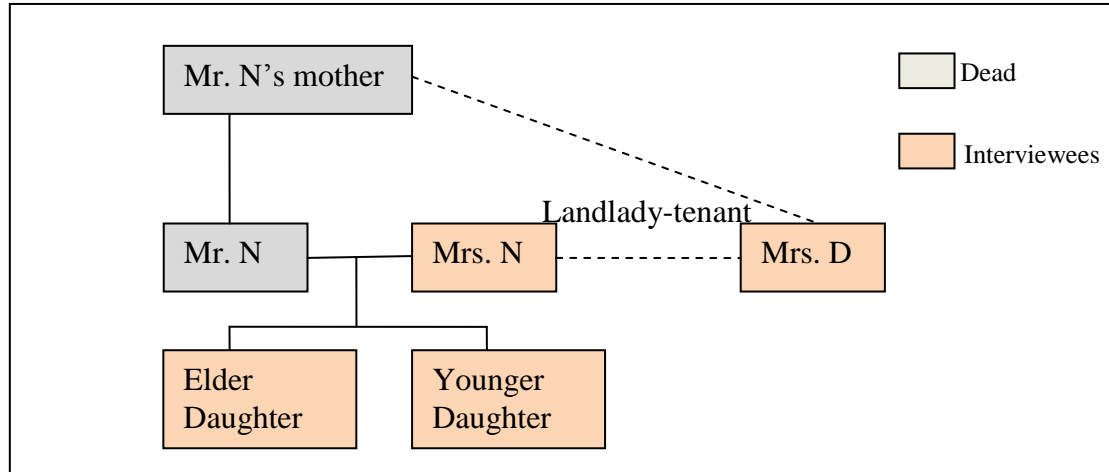 Mr. N’s mother
Dead
Interviewees
Landlady-tenant
Mr. N
Mrs. N
Mrs. D
Elder
Daughter
Younger
Daughter